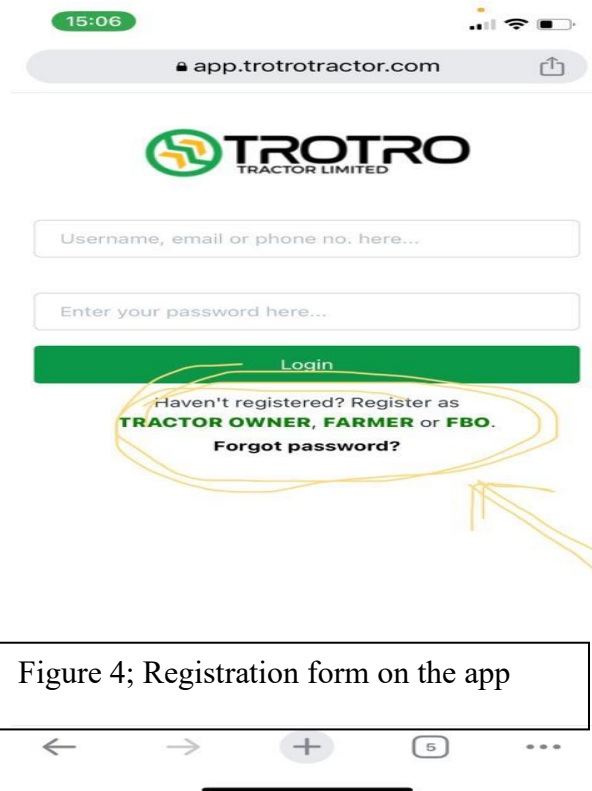 15:06
app.trotrotractor.com
TROTRO
TRACTOR LIMITED
Username, email or phone no. here...
Enter your password here...
Login
Haven't registered? Register as
TRACTOR OWNER, FARMER or FBO.
Forgot password?
Figure 4; Registration form on the app
5